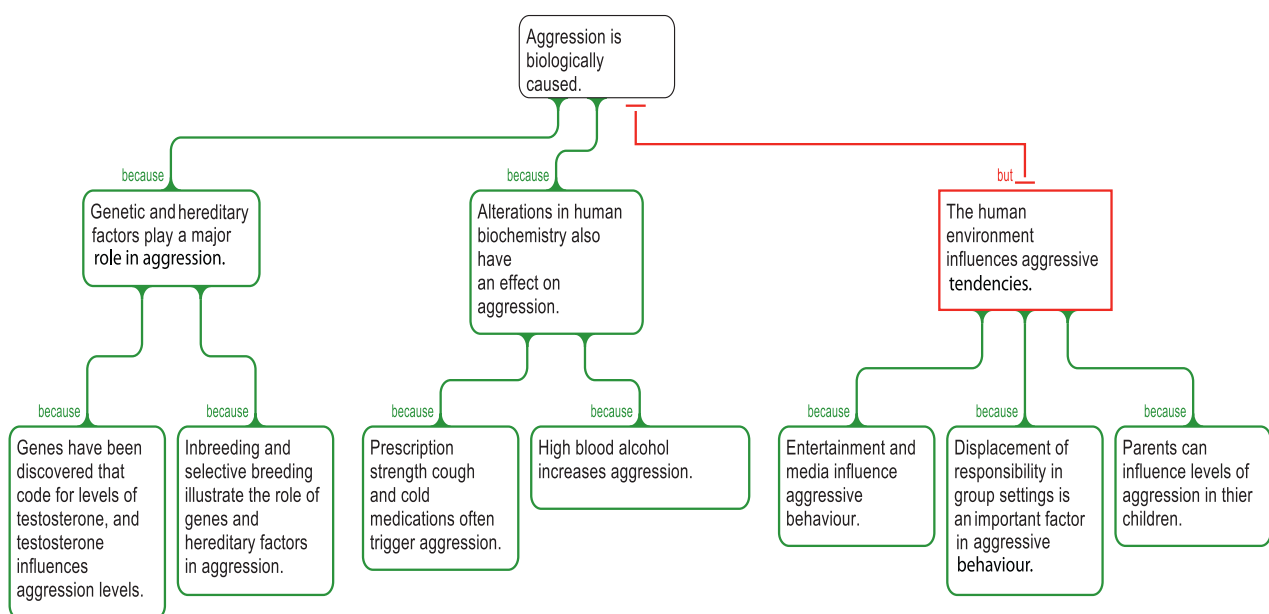 Aggression is
biologically
caused.
because
because
but
Genetic and hereditary
factors play a major
role in aggression.
Alterations in human
biochemistry also
have
an effect on
aggression.
The human
environment
influences aggressive
tendencies.
because
because
because
because
because
because
because
Genes have been
discovered that
code for levels of
testosterone, and
testosterone
influences
aggression levels.
Inbreeding and
selective breeding
illustrate the role of
genes and
hereditary factors
in aggression.
Prescription
strength cough
and cold
medications often
trigger aggression.
High blood alcohol
increases aggression.
Entertainment and
media influence
aggressive
behaviour.
Displacement of
responsibility in
group settings is
an important factor
in aggressive
behaviour.
Parents can
influence levels of
aggression in thier
children.